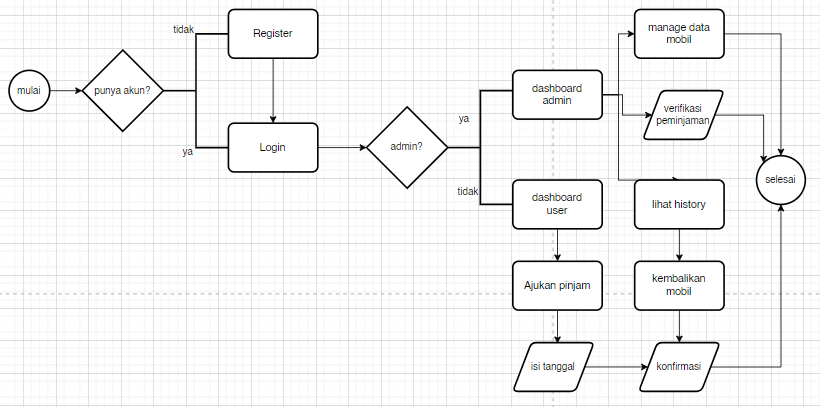 mulai
punya akun?
tidak
ya
Register
Login
admin?
ya
tidak
dashboard
admin
dashboard
user
Ajukan pinjam
isi tanggal
manage data
mobil
verifikasi
peminjaman
lihat history
kembalikan
mobil
konfirmasi
selesai